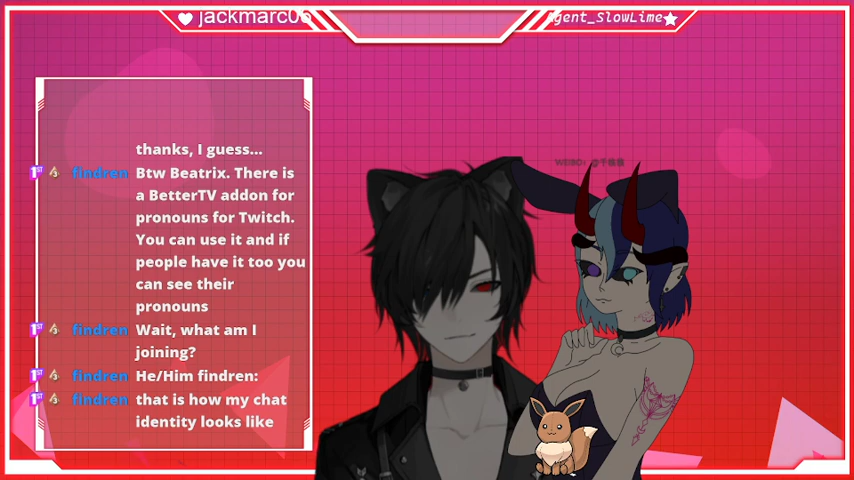 jackmarc06
Agent_SlowLime
thanks, I guess...
findren Btw Beatrix. There is
a BetterTV addon for
pronouns for Twitch.
You can use it and if
people have it too you
can see their
pronouns
findren Wait, what am I
joining?
findren He/Him findren:
findren that is how my chat
identity looks like